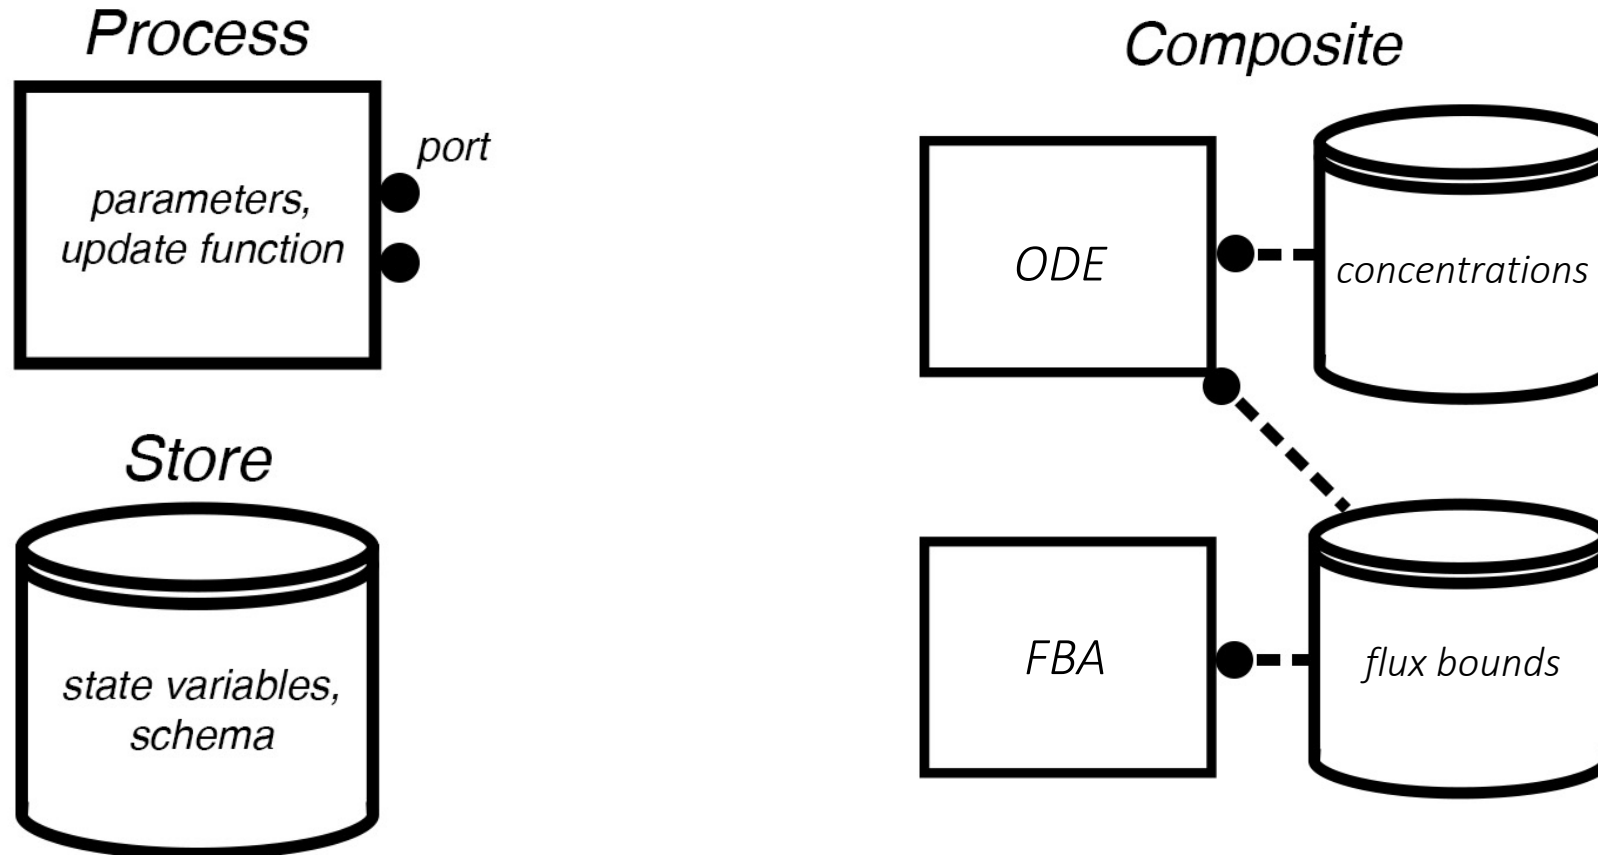 Process
port
parameters,
update function
Store
state variables,
schema
Composite
ODE
concentrations
FBA
flux bounds